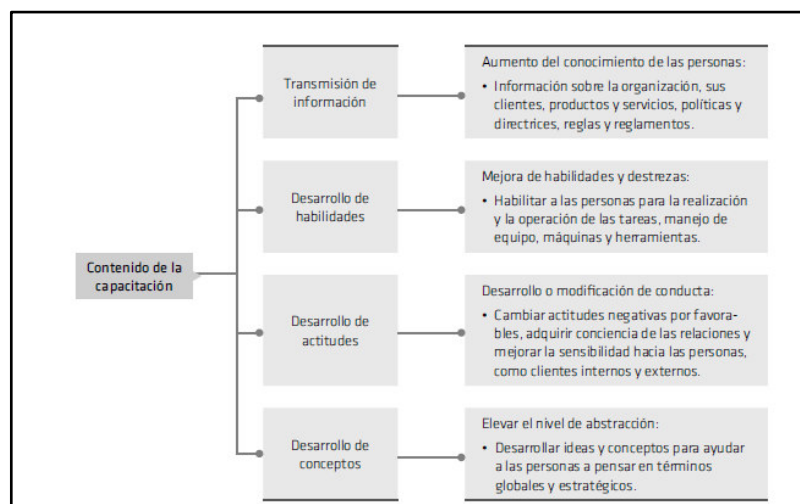 Contenido de la
capacitación
Transmisión de
información
Aumento del conocimiento de las personas:
• Información sobre la organización, sus
clientes, productos y servicios, políticas y
directrices, reglas y reglamentos.
Desarrollo de
habilidades
Mejora de habilidades y destrezas:
• Habilitar a las personas para la realización
y la operación de las tareas, manejo de
equipo, máquinas y herramientas.
Desarrollo de
actitudes
Desarrollo o modificación de conducta:
• Cambiar actitudes negativas por favora-
bles, adquirir conciencia de las relaciones y
mejorar la sensibilidad hacia las personas,
como clientes internos y externos.
Desarrollo de
conceptos
Elevar el nivel de abstracción:
• Desarrollar ideas y conceptos para ayudar
a las personas a pensar en términos
globales y estratégicos.